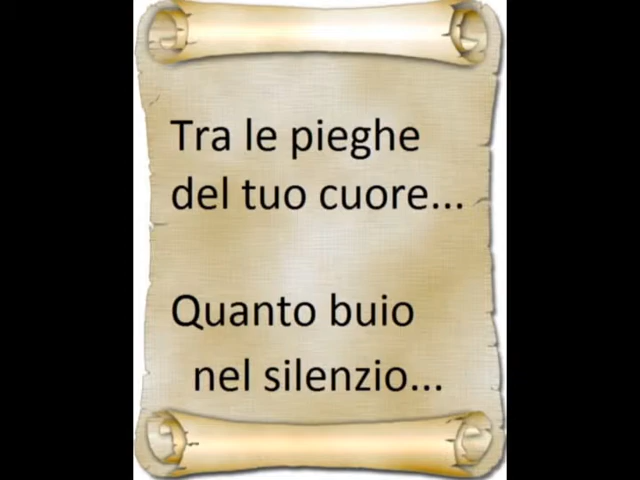 Tra le pieghe
del tuo cuore...
Quanto buio
nel silenzio...